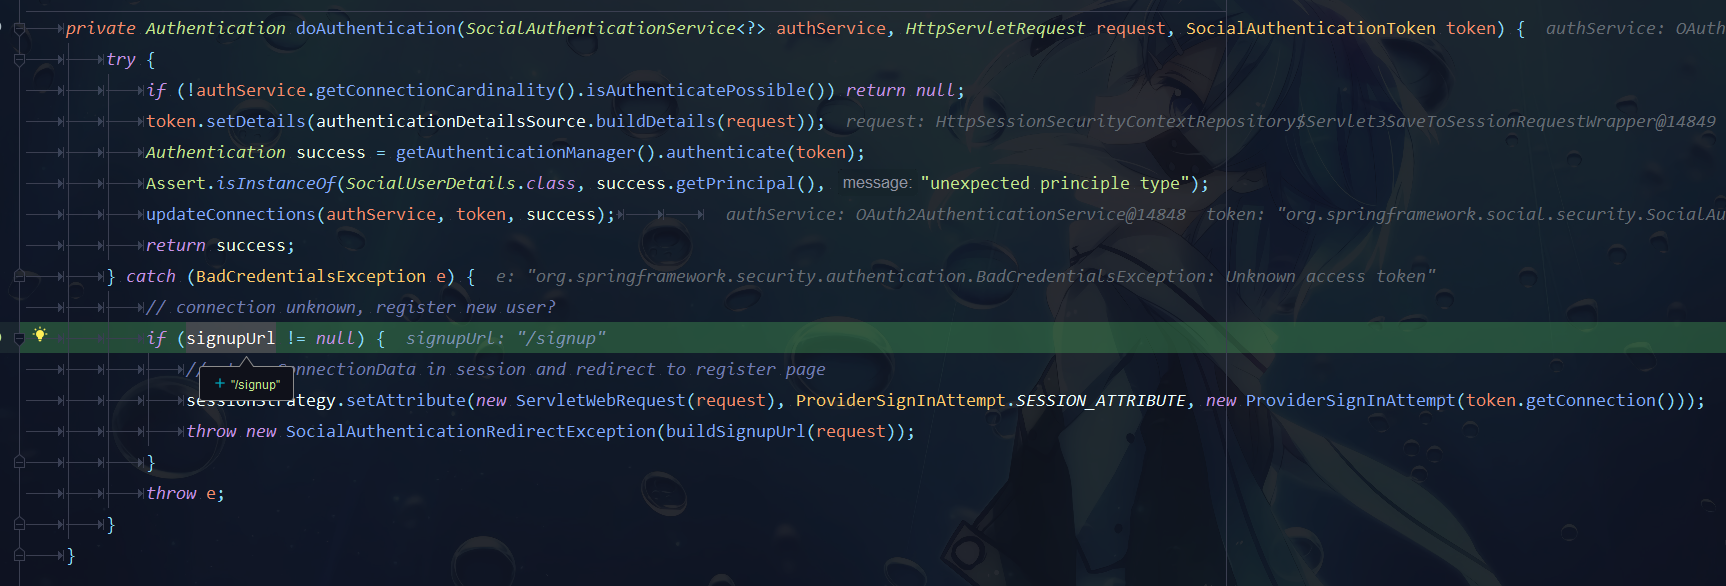 private Authentication doAuthentication(SocialAuthenticationService<?> authService, HttpServletRequest request, SocialAuthenticationToken token) { authService: OAuth
try {
if (!authService.getConnectionCardinality().isAuthenticatePossible()) return null;
token.setDetails(authenticationDetailsSource.buildDetails(request)); request: HttpSessionSecurityContextRepository$Servlet3SaveToSessionRequestWrapper@14849
Authentication success = getAuthenticationManager().authenticate(token);
Assert.isInstanceOf(SocialUserDetails.class, success.getPrincipal(), message: "unexpected principle type");
updateConnections(authService, token, success); authService: OAuth2AuthenticationService@14848 token: "org.springframework.social.security.SocialAu
return success;
} catch (BadCredentialsException e) { e: "org.springframework.security.authentication.BadCredentialsException: Unknown access token"
// connection unknown, register new user?
if (signupUrl != null) { signupUrl: "/signup"
// ConnectionData in session and redirect to register page
+ "/signup"
sessionStrategy.setAttribute(new ServletWebRequest(request), ProviderSignInAttempt.SESSION_ATTRIBUTE, new ProviderSignInAttempt(token.getConnection()));
throw new SocialAuthenticationRedirectException(buildSignupUrl(request));
}
throw e;
}
}